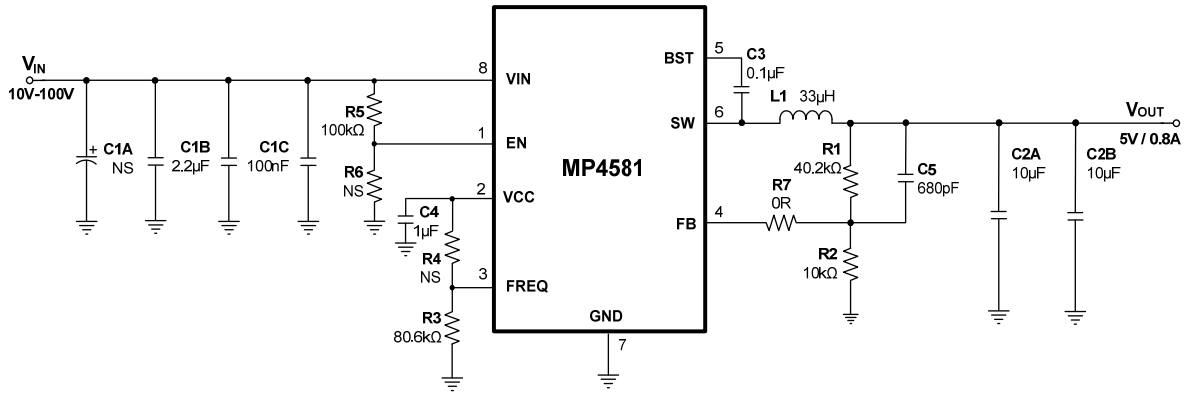 VIN
10V-100V
C1A
NS
C1B
2.2µF
C1C
100nF
R5
100kΩ
R6
NS
C4
1µF
R4
NS
R3
80.6kΩ
8
VIN
1
EN
2
VCC
3
FREQ
MP4581
GND
7
BST
5
SW
6
FB
4
C3
0.1µF
L1
33µH
R1
40.2kΩ
C5
680pF
R7
0R
R2
10kΩ
C2A
10µF
C2B
10µF
VOUT
5V / 0.8A
+